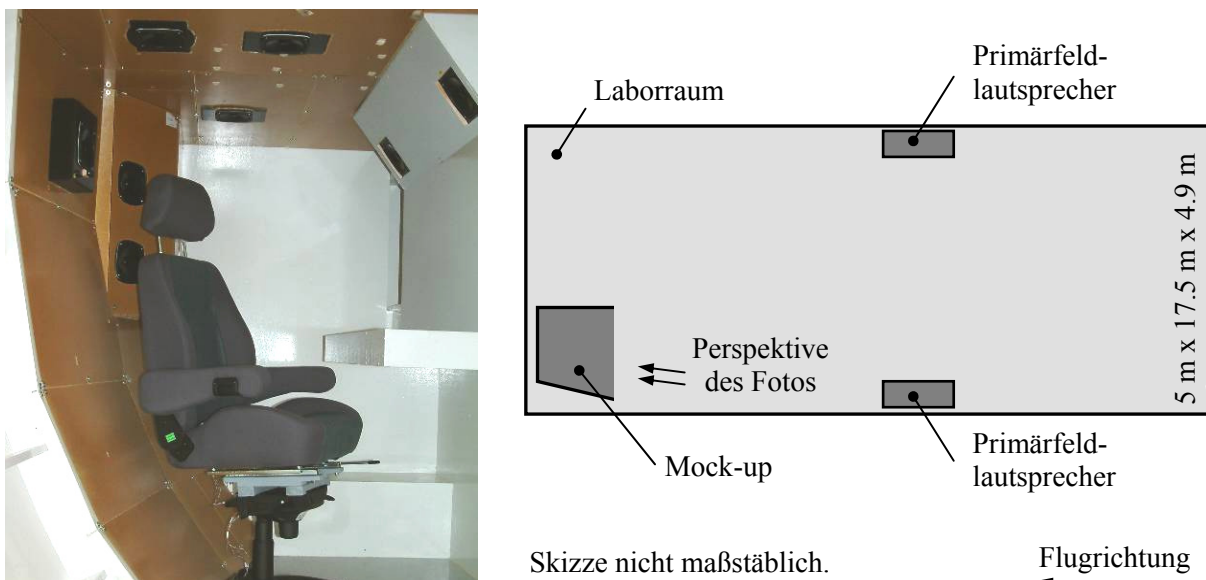 Primärfeld-
lautsprecher
Laborraum
5 m x 17.5 m x 4.9 m
Perspektive
des Fotos
Mock-up
Primärfeld-
lautsprecher
Skizze nicht maßstäblich.
Flugrichtung